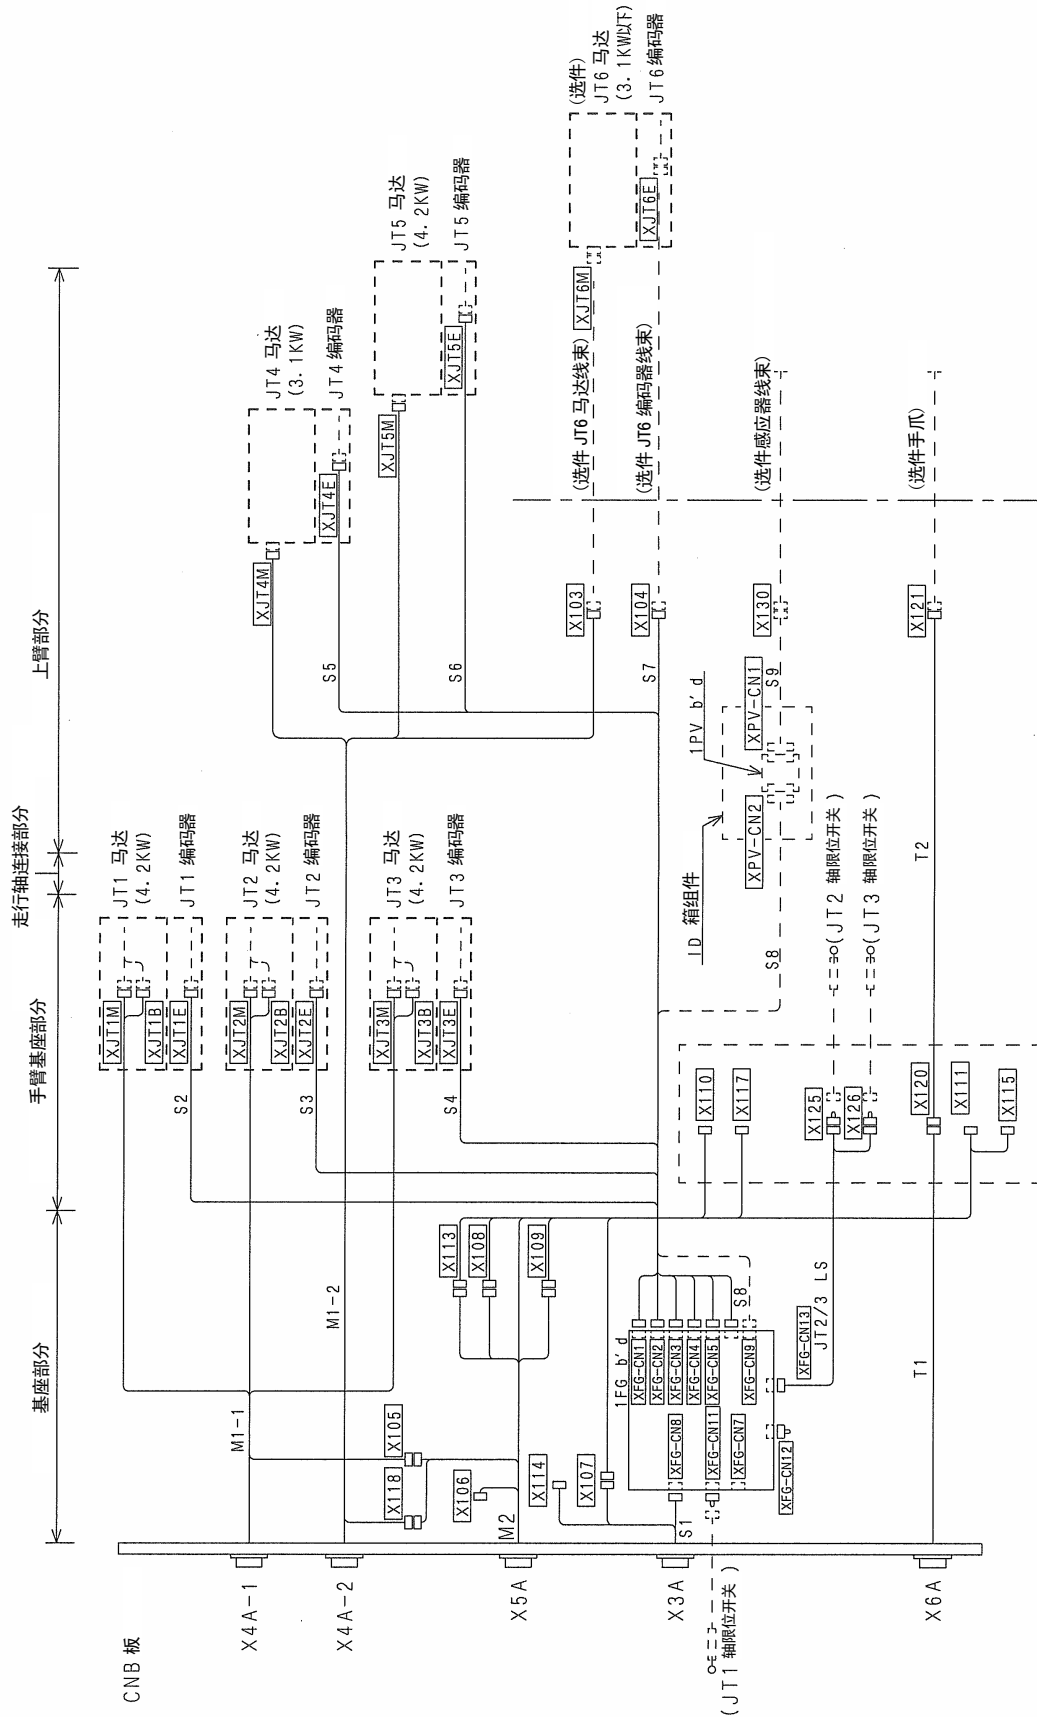 基座部分
手臂基座部分
走行轴连接部分
上臂部分
CNB 板
X4A-1
X4A-2
X5A
X3A
X6A
(JT1 轴限位开关 )
M1-1
M1-2
M2
S1
T1
X118
X105
X106
X114
X107
X113
X108
X109
1FG b'd
XFG-CN1
XFG-CN2
XFG-CN3
XFG-CN4
XFG-CN5
XFG-CN9
XFG-CN8
XFG-CN11
XFG-CN7
XFG-CN12
XFG-CN13
S8
JT2/3 LS
XJT1M
XJT1B
XJT1E
JT1 马达
(4.2KW)
JT1 编码器
S2
XJT2M
XJT2B
XJT2E
JT2 马达
(4.2KW)
JT2 编码器
S3
XJT3M
XJT3B
XJT3E
JT3 马达
(4.2KW)
JT3 编码器
S4
X110
X117
X125
X126
X120
X111
X115
(JT2 轴限位开关 )
(JT3 轴限位开关 )
T2
S8
ID 箱组件
1PV b'd
XPV-CN2
XPV-CN1
S9
S5
S6
S7
XJT4M
XJT4E
JT4 马达
(3.1KW)
JT4 编码器
XJT5M
XJT5E
JT5 马达
(4.2KW)
JT5 编码器
X103
X104
X130
X121
(选件 JT6 马达线束)
(选件 JT6 编码器线束)
(选件感应器线束)
(选件手爪)
XJT6M
XJT6E
(选件)
JT6 马达
(3.1KW以下)
JT6 编码器